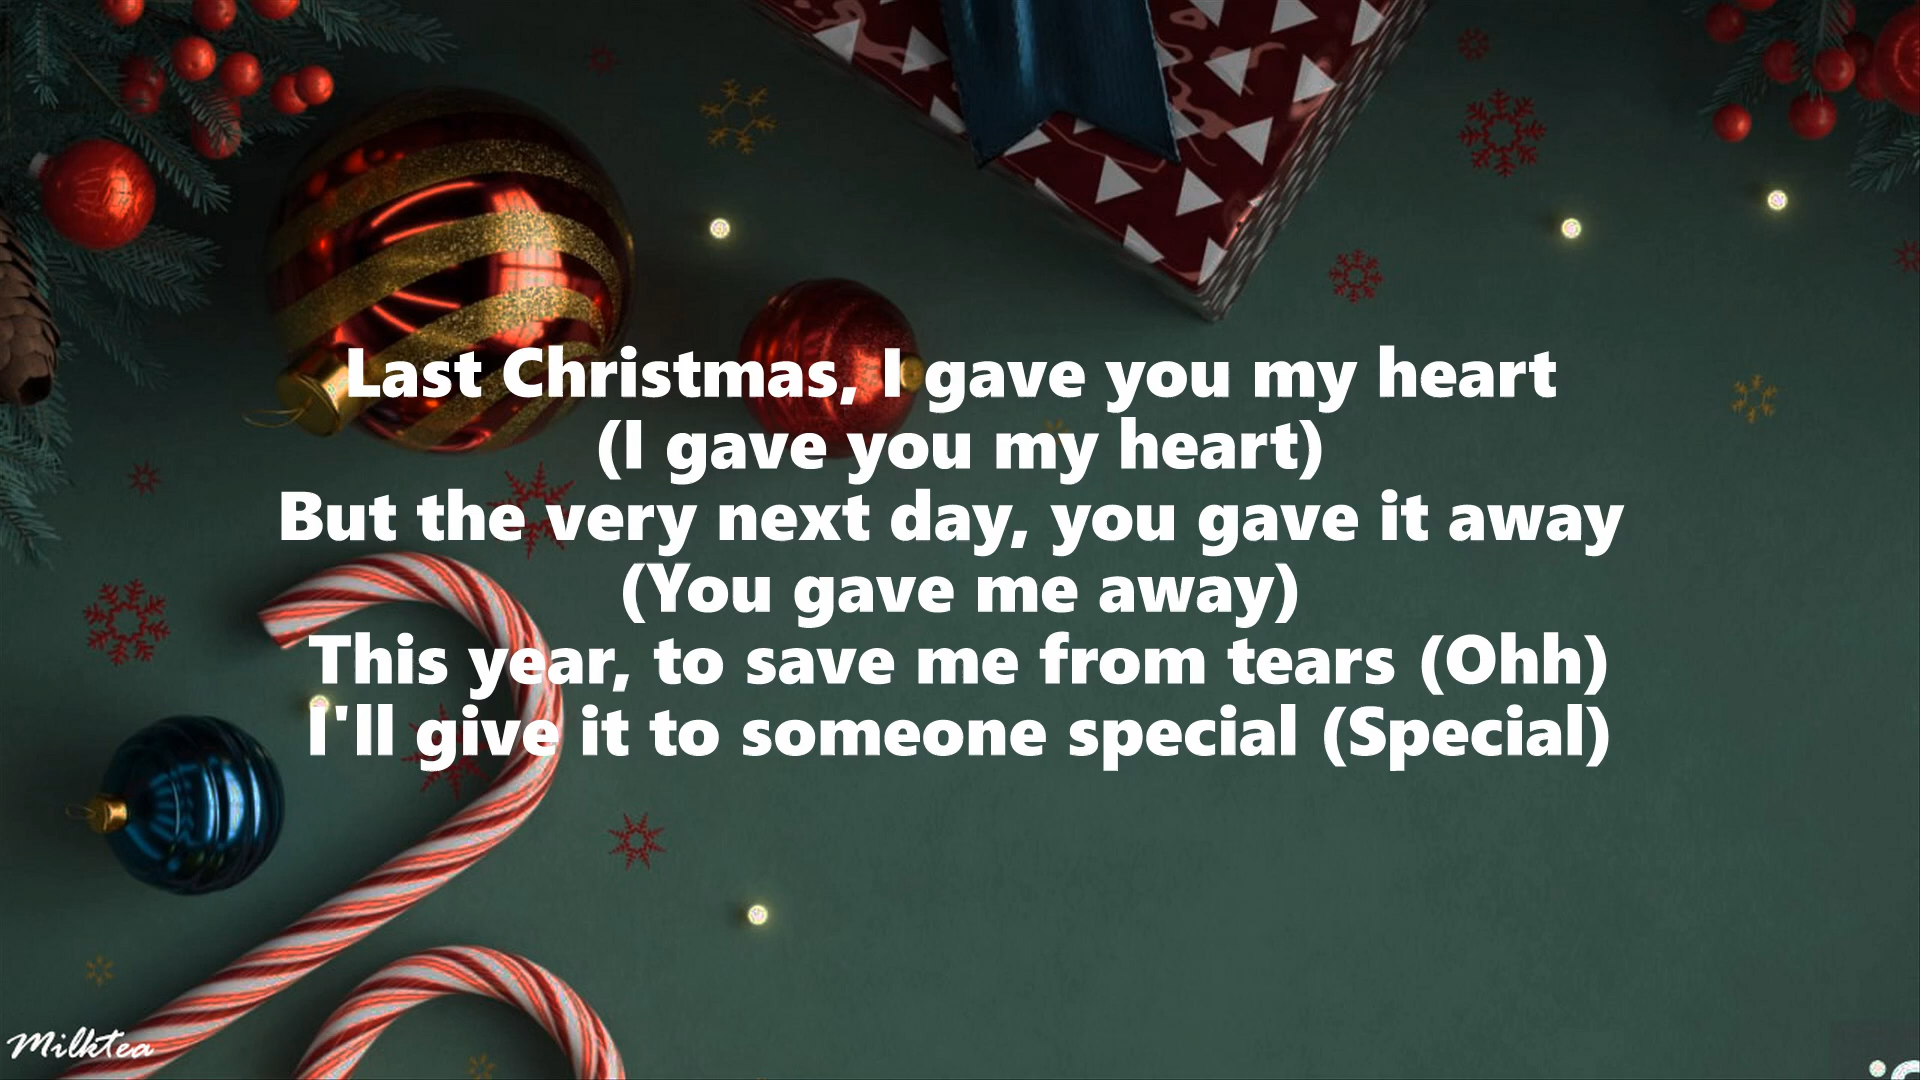 Last Christmas, I gave you my heart
(I gave you my heart)
But the very next day, you gave it away
(You gave me away)
This year, to save me from tears (Ohh)
I'll give it to someone special (Special)
Milktea